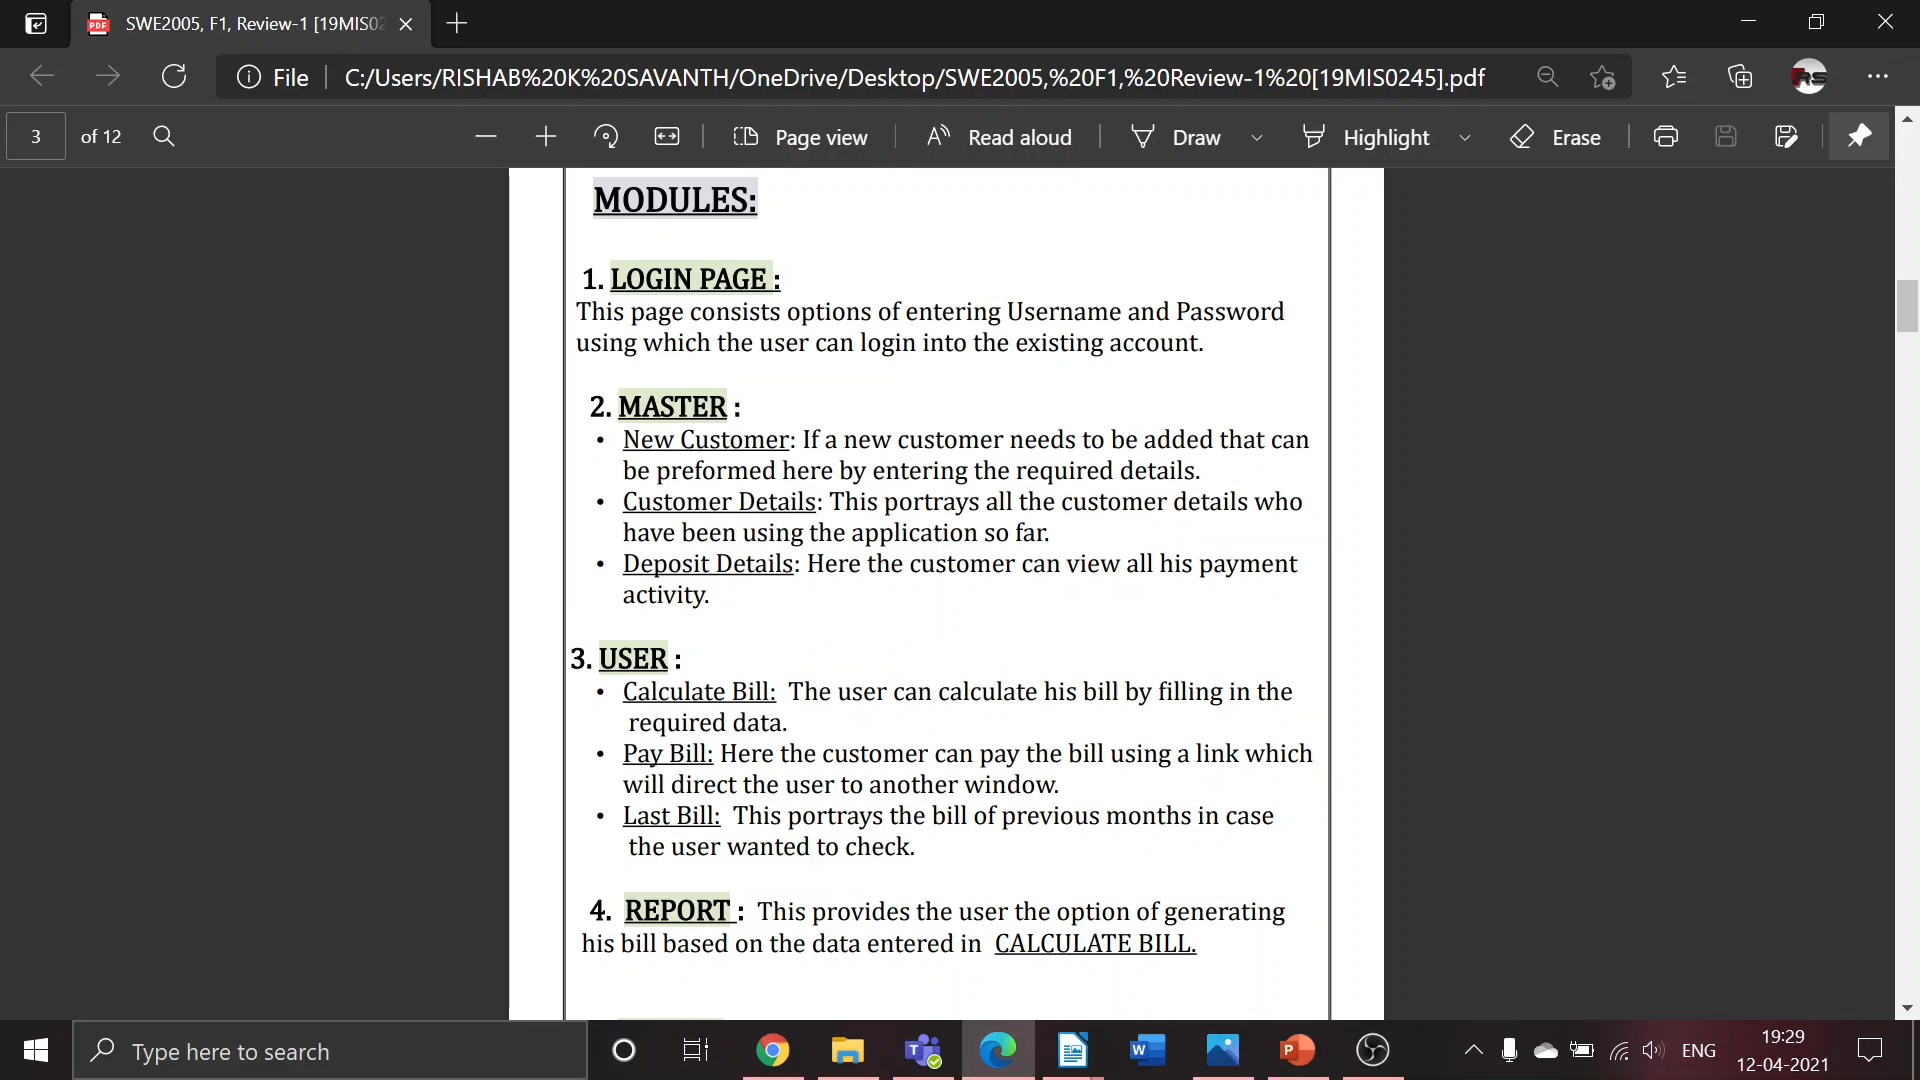 SWE2005, F1, Review-1 [19MIS02
File
C:/Users/RISHAB%20K%20SAVANTH/OneDrive/Desktop/SWE2005,%20F1,%20Review-1%20[19MIS0245].pdf
3 of 12
Page view
Read aloud
Draw
Highlight
Erase
MODULES:
1. LOGIN PAGE :
This page consists options of entering Username and Password
using which the user can login into the existing account.
2. MASTER :
• New Customer: If a new customer needs to be added that can
be preformed here by entering the required details.
• Customer Details: This portrays all the customer details who
have been using the application so far.
• Deposit Details: Here the customer can view all his payment
activity.
3. USER :
• Calculate Bill: The user can calculate his bill by filling in the
required data.
• Pay Bill: Here the customer can pay the bill using a link which
will direct the user to another window.
• Last Bill: This portrays the bill of previous months in case
the user wanted to check.
4. REPORT : This provides the user the option of generating
his bill based on the data entered in CALCULATE BILL.
Type here to search
ENG
19:29
12-04-2021